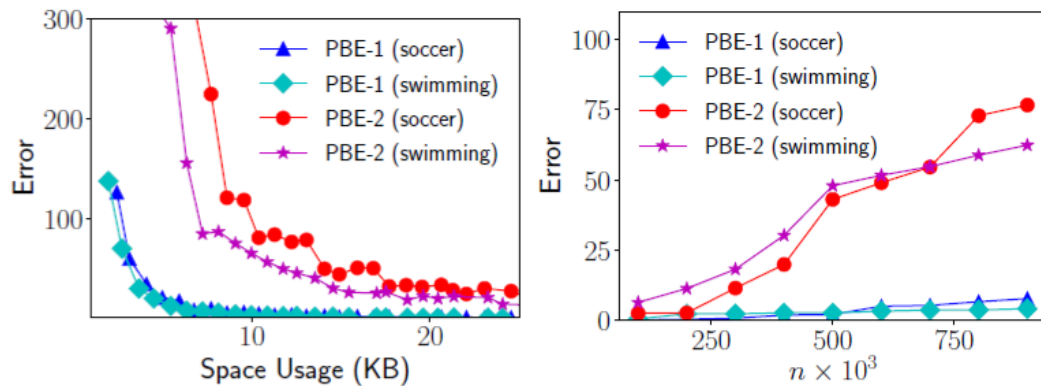 300
200
100
Error
PBE-1 (soccer)
PBE-1 (swimming)
PBE-2 (soccer)
PBE-2 (swimming)
10
20
Space Usage (KB)
100
75
50
25
0
Error
PBE-1 (soccer)
PBE-1 (swimming)
PBE-2 (soccer)
PBE-2 (swimming)
250
500
750
n × 10³